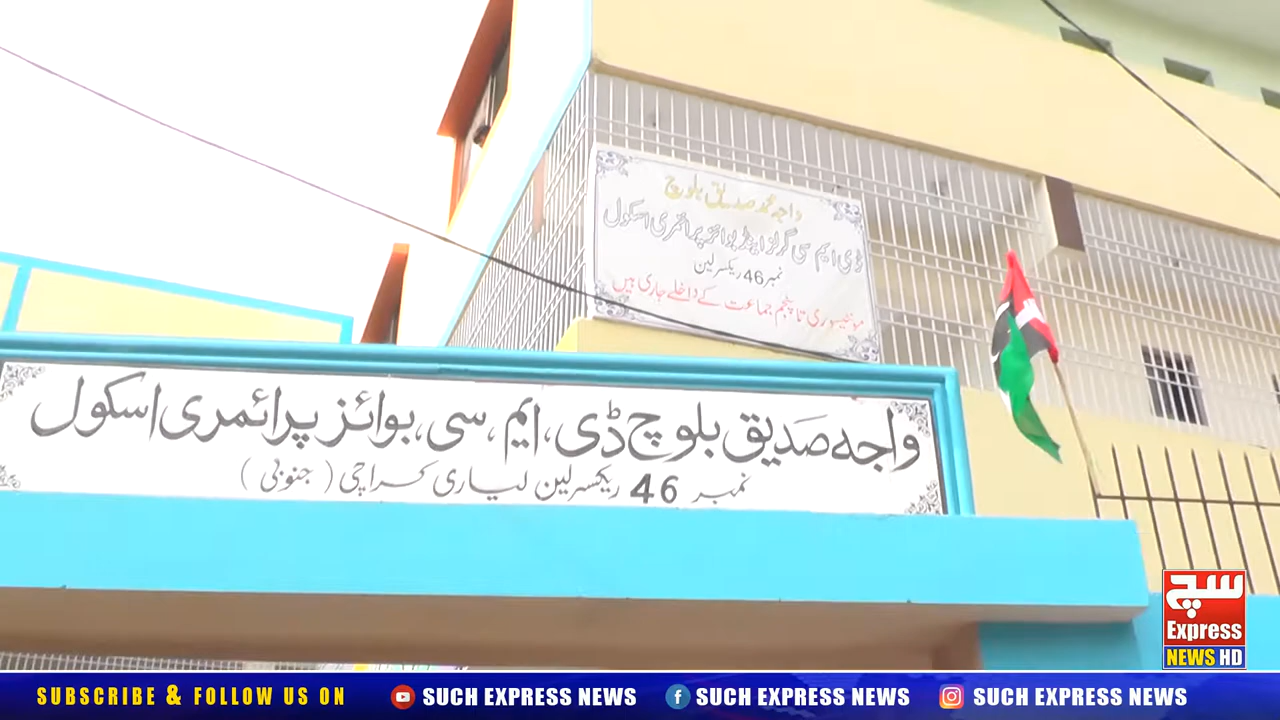 واجہ محمد صدیق بلوچ
ڈی ایم سی گرلز اینڈ بوائز پرائمری اسکول
نمبر 46 ریکسر لین
مونٹیسوری تا پنجم جماعت کے داخلے جاری ہیں
واجہ صدیق بلوچ ڈی، ایم، سی، بوائز پرائمری اسکول
نمبر 46 ریکسر لین لیاری کراچی ( جنوبی )
سچ
Express
NEWS HD
SUBSCRIBE & FOLLOW US ON SUCH EXPRESS NEWS SUCH EXPRESS NEWS SUCH EXPRESS NEWS